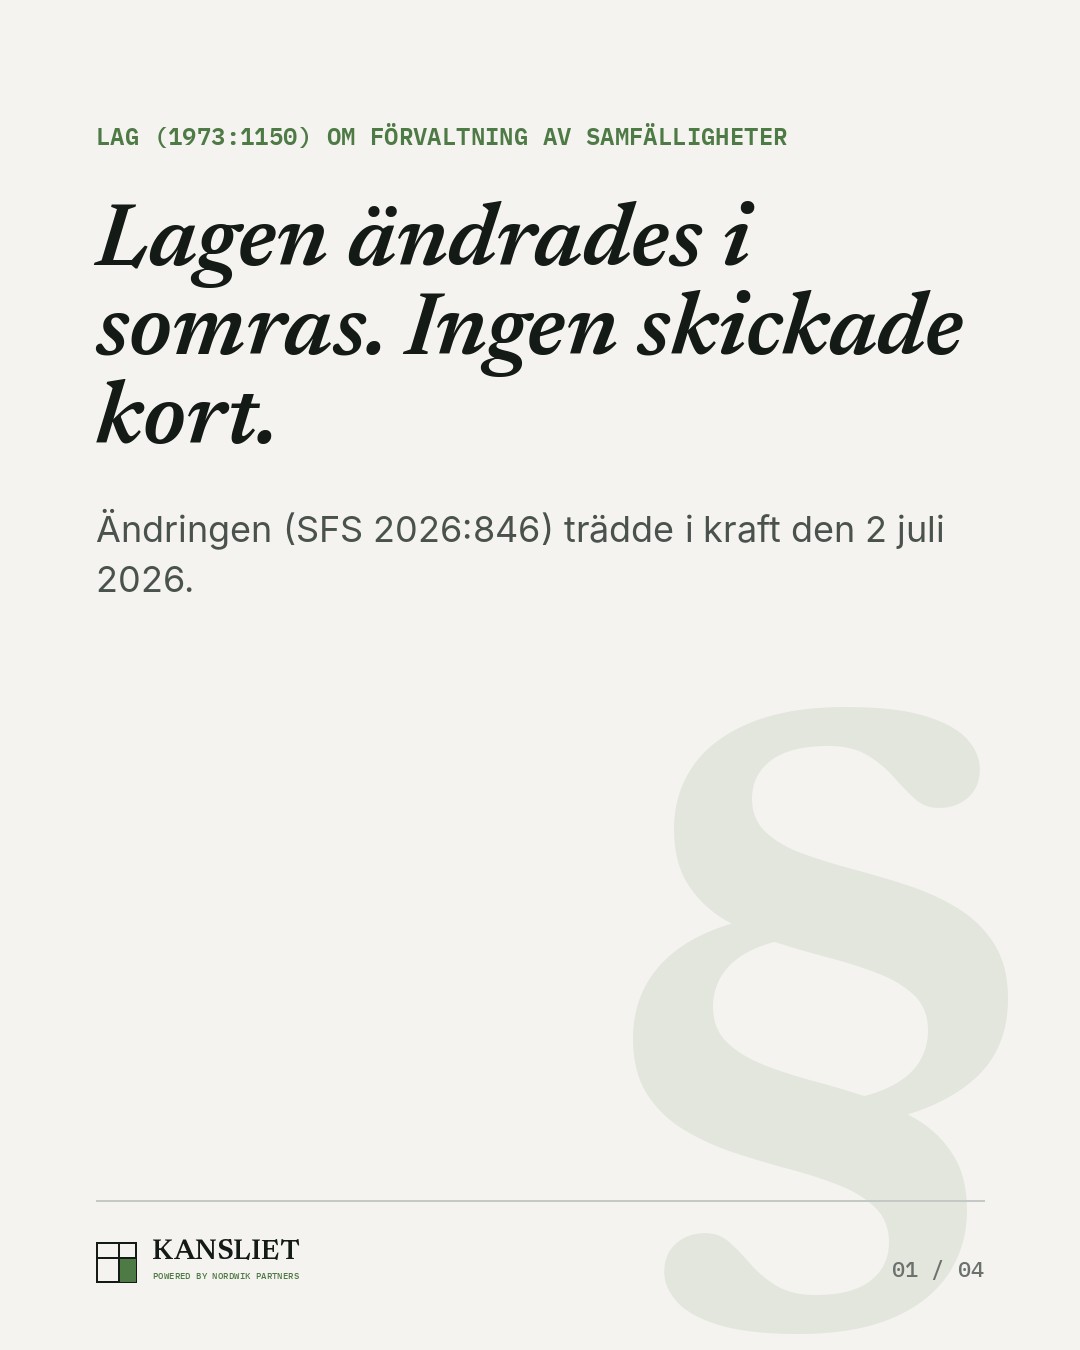 LAG (1973:1150) OM FÖRVALTNING AV SAMFÄLLIGHETER
Lagen ändrades i
somras. Ingen skickade
kort.
Ändringen (SFS 2026:846) trädde i kraft den 2 juli
2026.
§
KANSLIET
POWERED BY NORDWIK PARTNERS
01 / 04